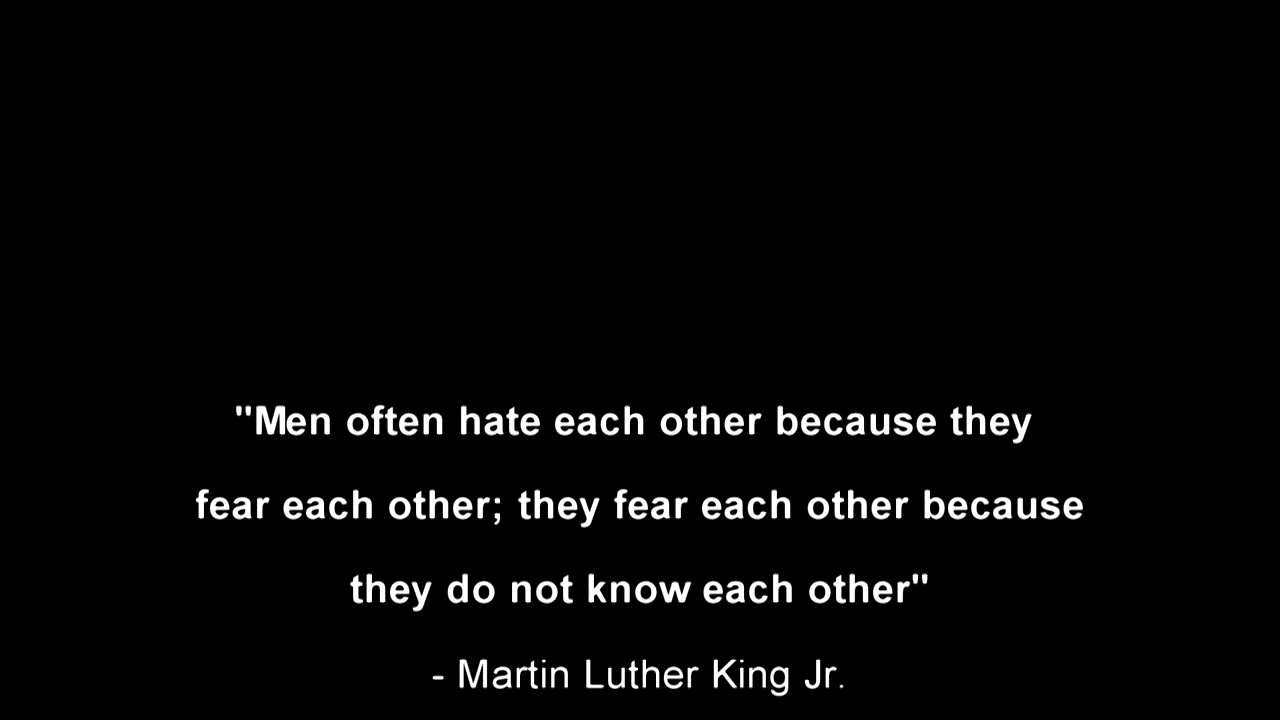 "Men often hate each other because they
fear each other; they fear each other because
they do not know each other"
- Martin Luther King Jr.